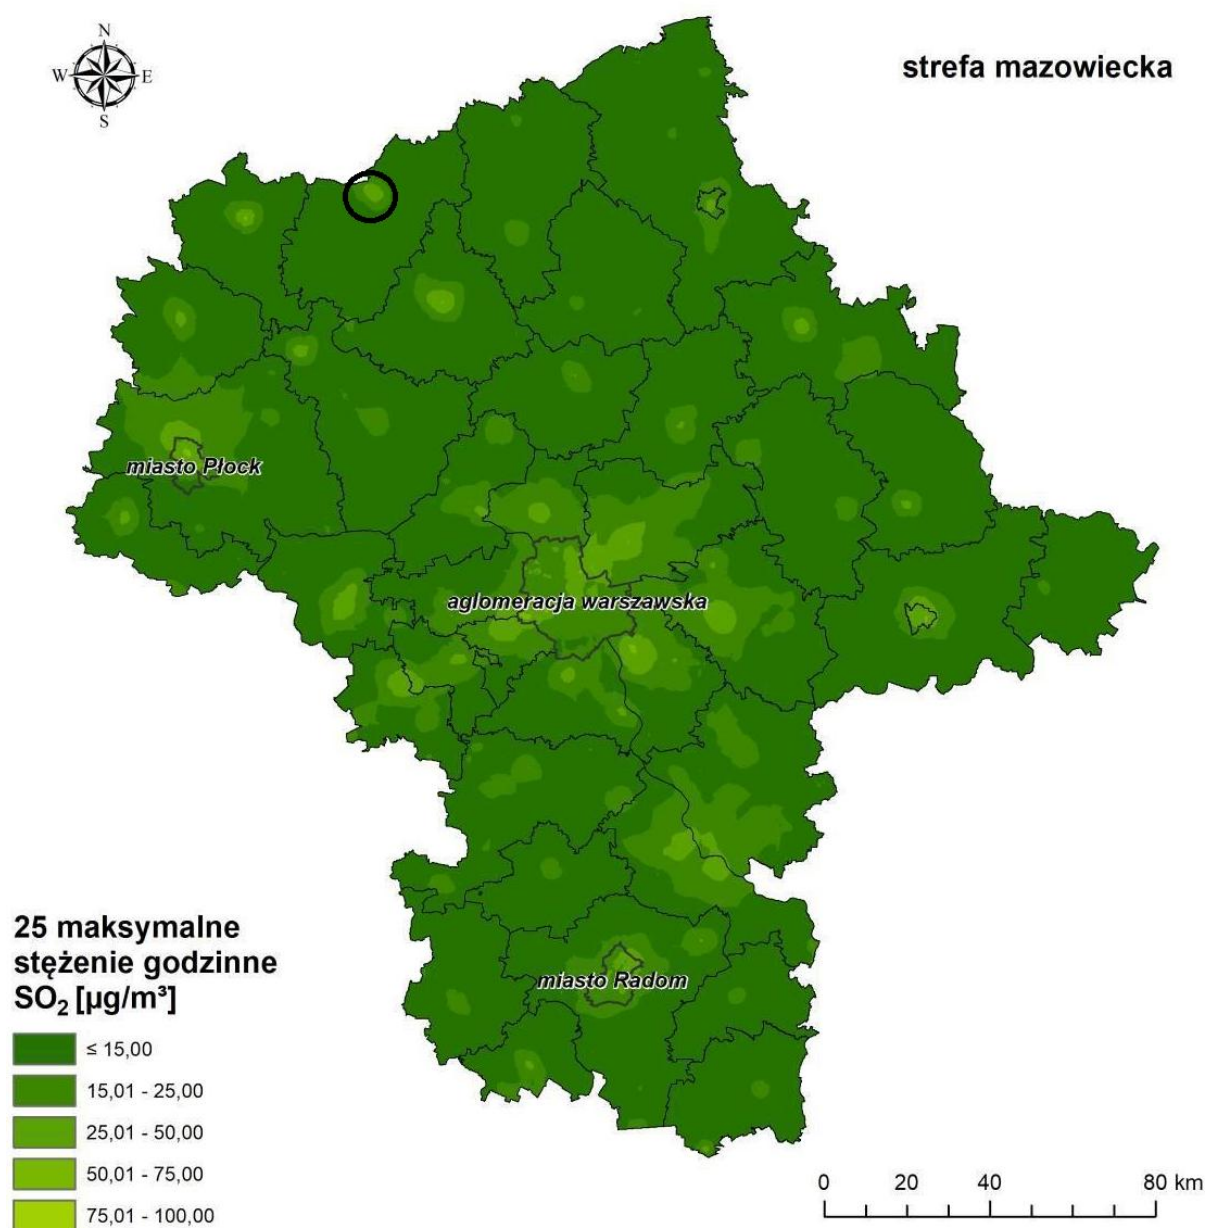 N
W E
S
strefa mazowiecka
miasto Płock
aglomeracja warszawska
miasto Radom
25 maksymalne
stężenie godzinne
SO₂ [µg/m³]
≤ 15,00
15,01 - 25,00
25,01 - 50,00
50,01 - 75,00
75,01 - 100,00
0 20 40 80 km